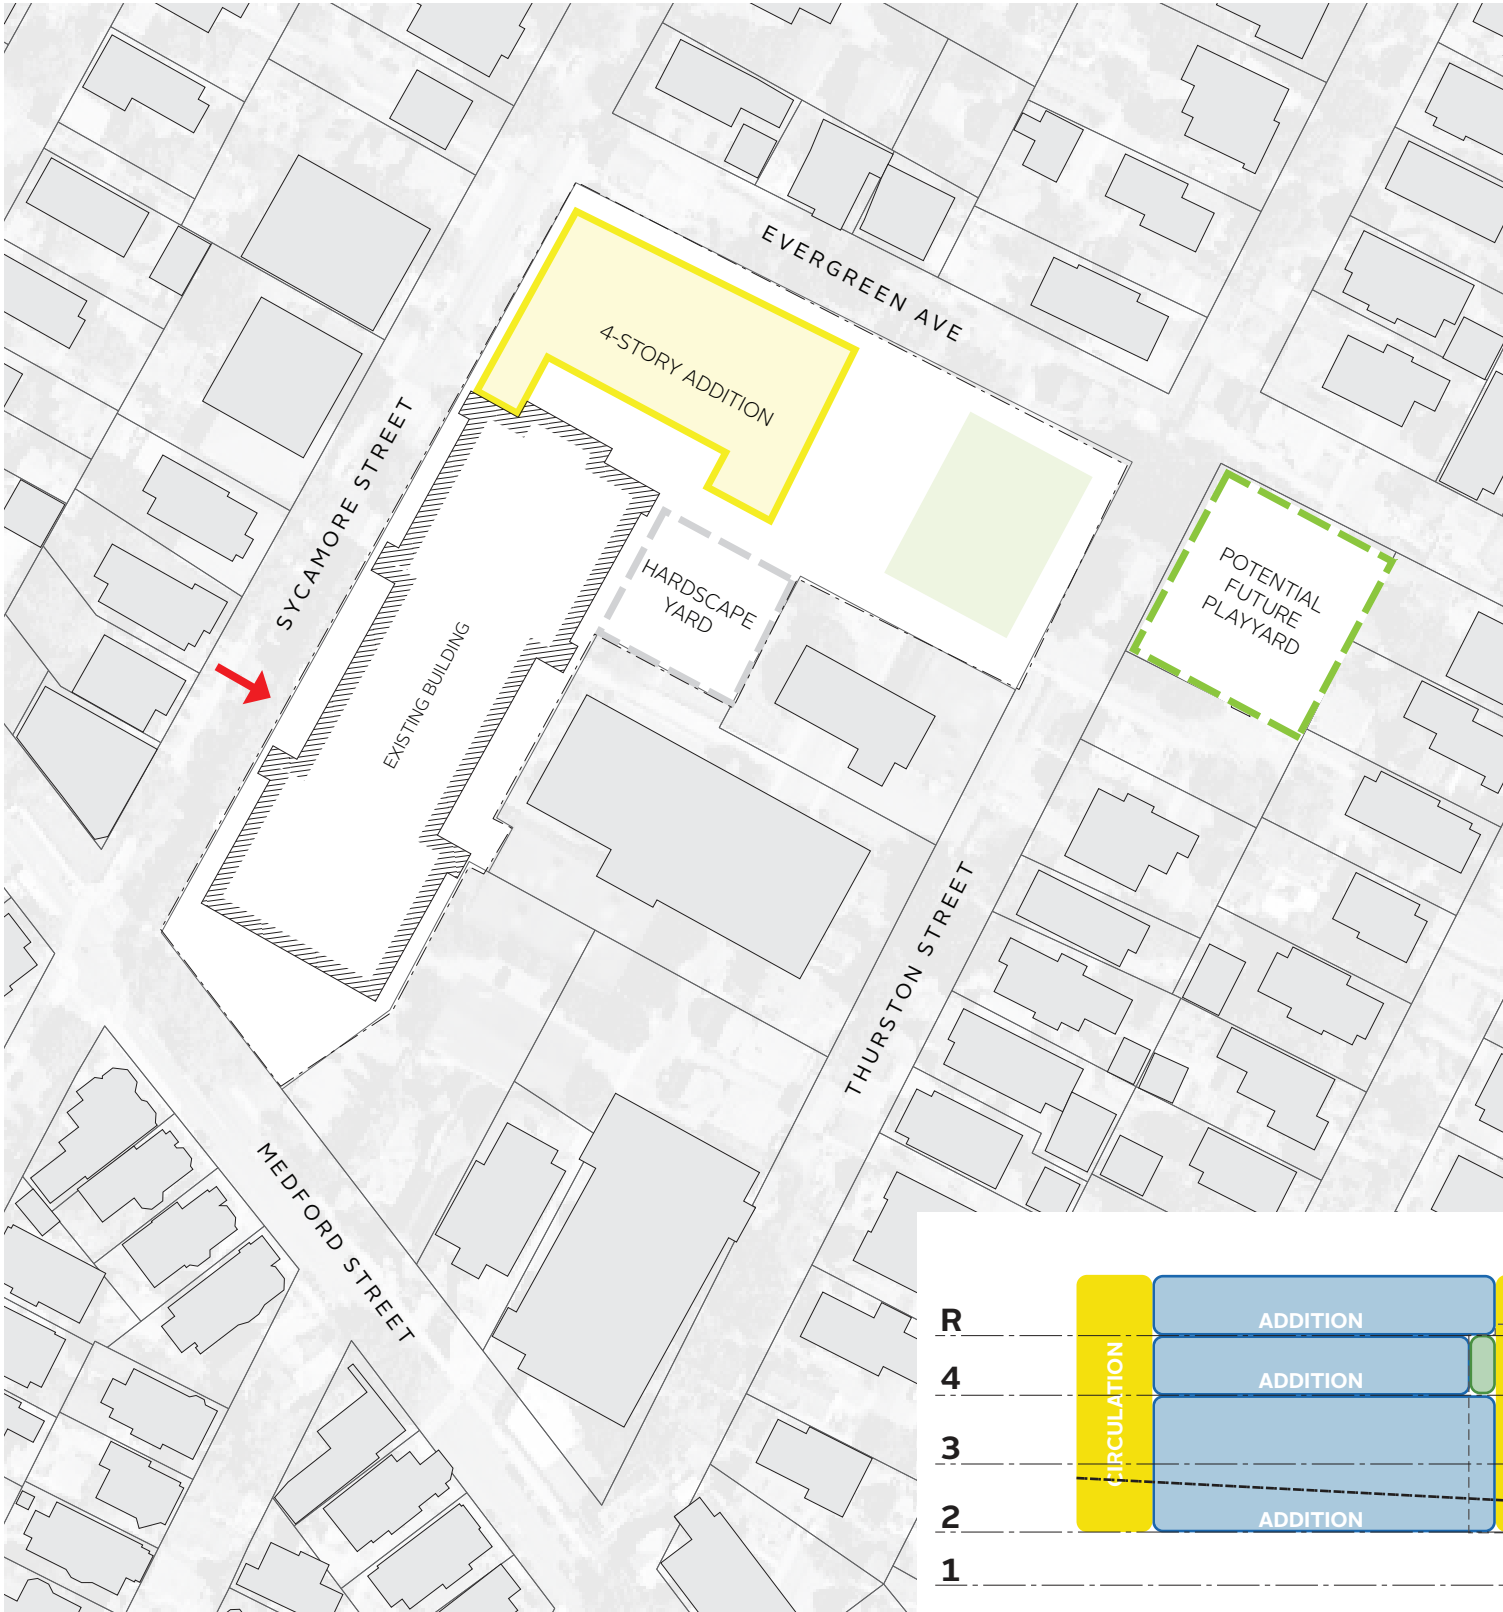 EVERGREEN AVE
4-STORY ADDITION
SYCAMORE STREET
HARDSCAPE
YARD
POTENTIAL
FUTURE
PLAYYARD
EXISTING BUILDING
THURSTON STREET
MEDFORD STREET
R
ADDITION
4
ADDITION
CIRCULATION
3
2
ADDITION
1